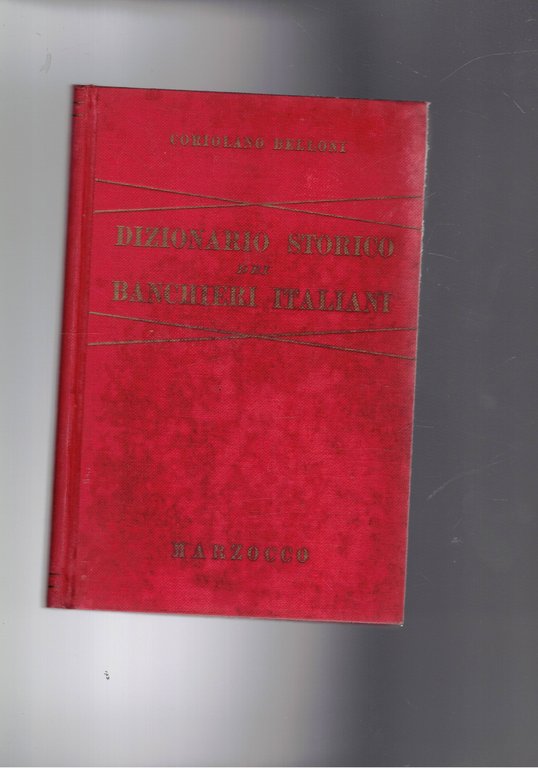 CORIOLANO BELLONI
DIZIONARIO STORICO
DEI
BANCHIERI ITALIANI
MARZOCCO